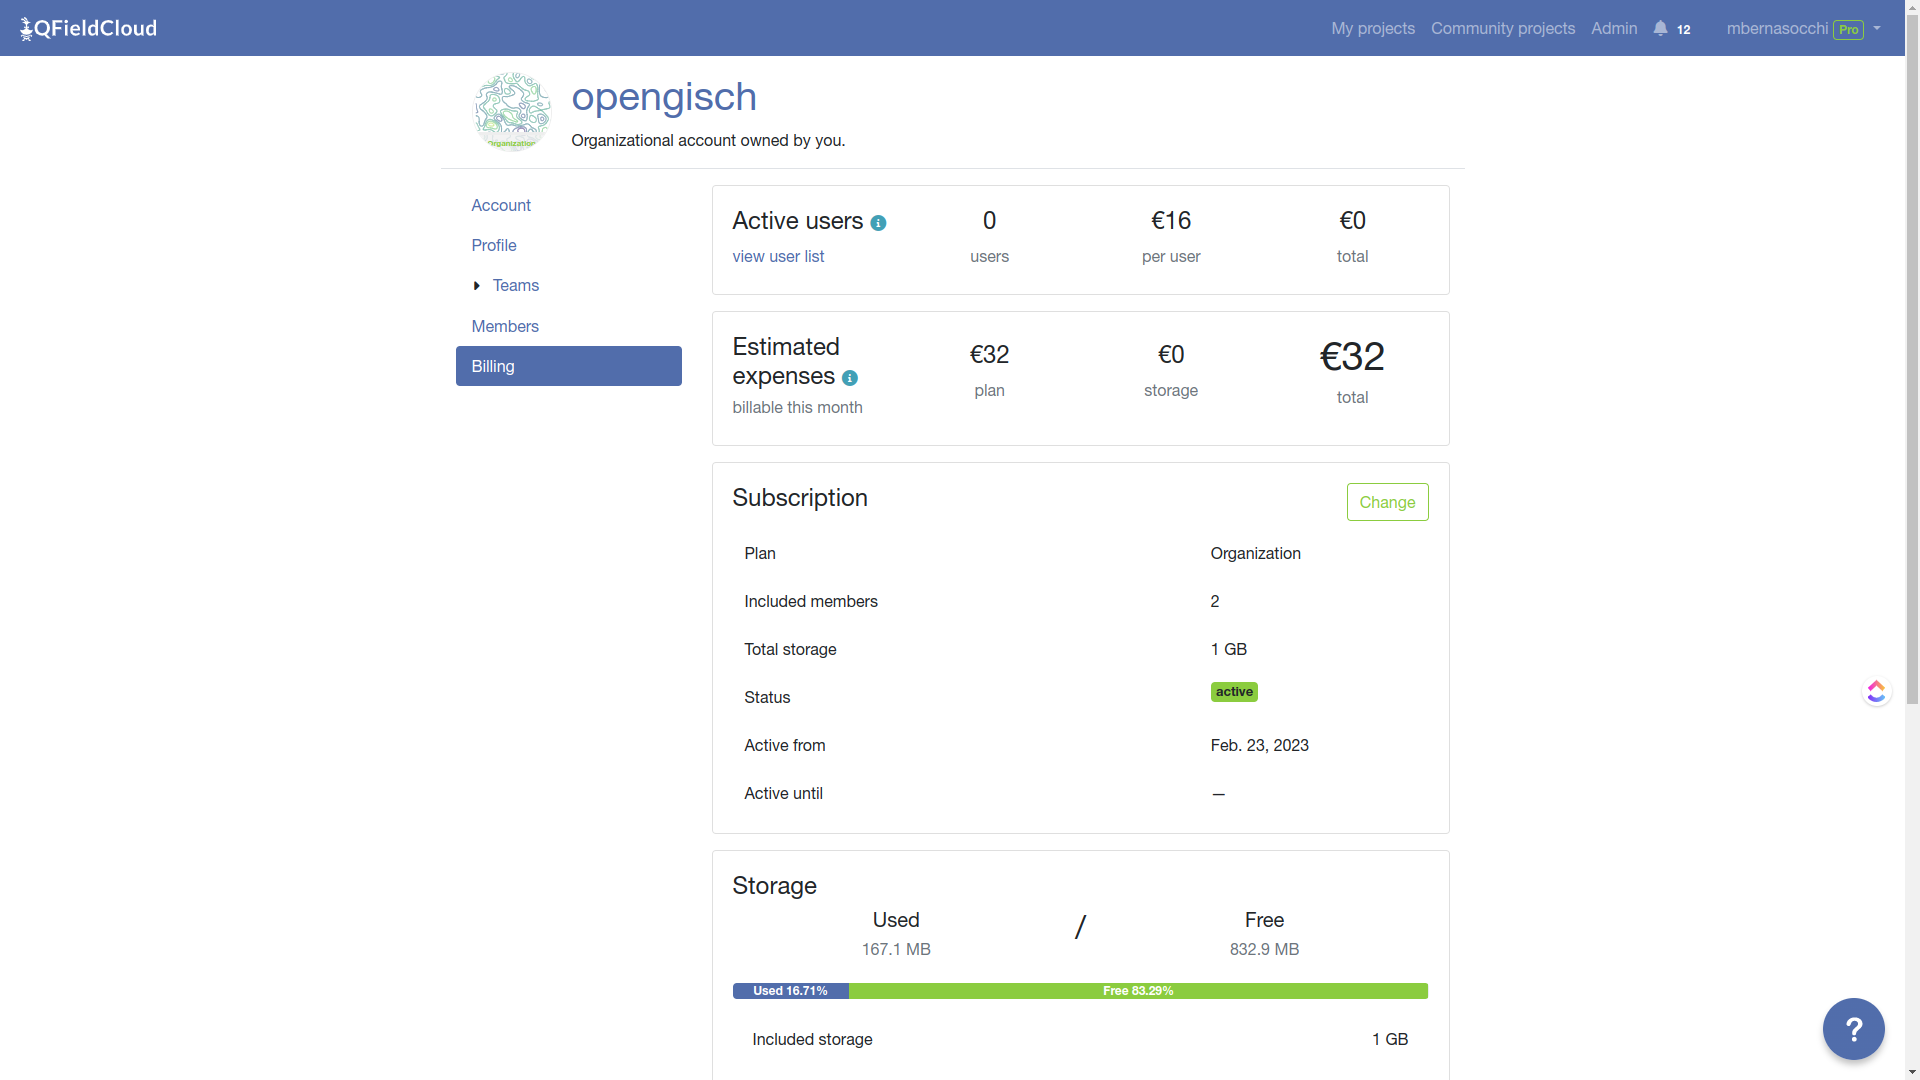 QFieldCloud
My projects Community projects Admin 12 mbernasocchi Pro
opengisch
Organization
Organizational account owned by you.
Account
Profile
Teams
Members
Billing
Active users
view user list
0
users
€16
per user
€0
total
Estimated
expenses
billable this month
€32
plan
€0
storage
€32
total
Subscription
Change
Plan Organization
Included members 2
Total storage 1 GB
Status active
Active from Feb. 23, 2023
Active until —
Storage
Used / Free
167.1 MB 832.9 MB
Used 16.71% Free 83.29%
Included storage 1 GB
?